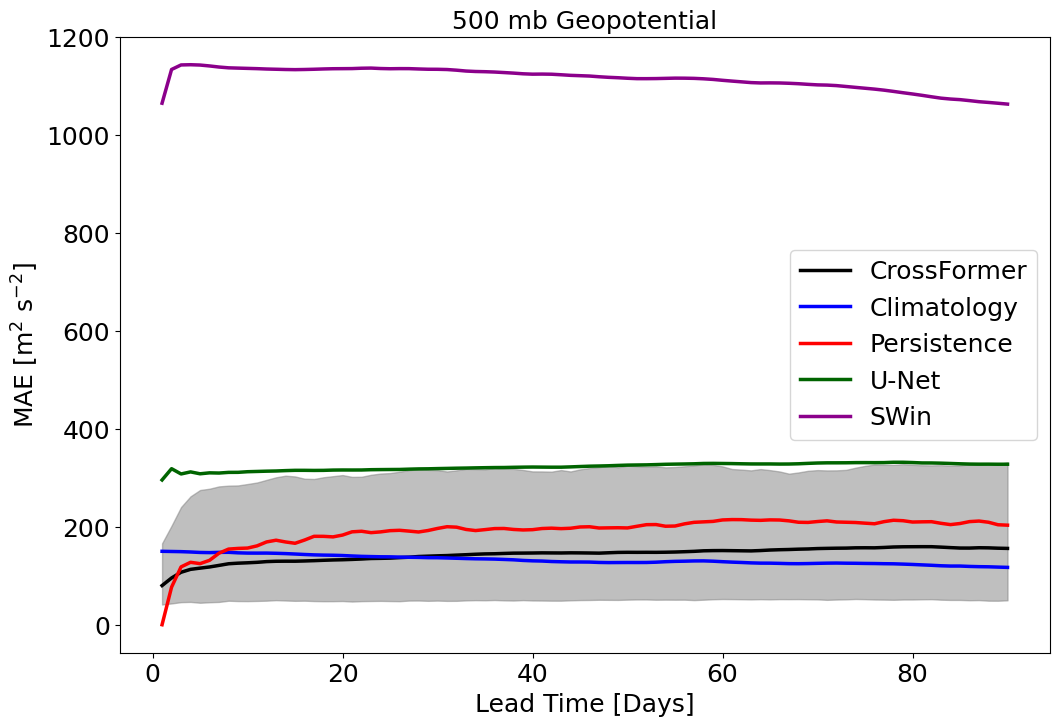 500 mb Geopotential
1200
1000
800
600
400
200
0
MAE [m² s⁻²]
CrossFormer
Climatology
Persistence
U-Net
SWin
0 20 40 60 80
Lead Time [Days]